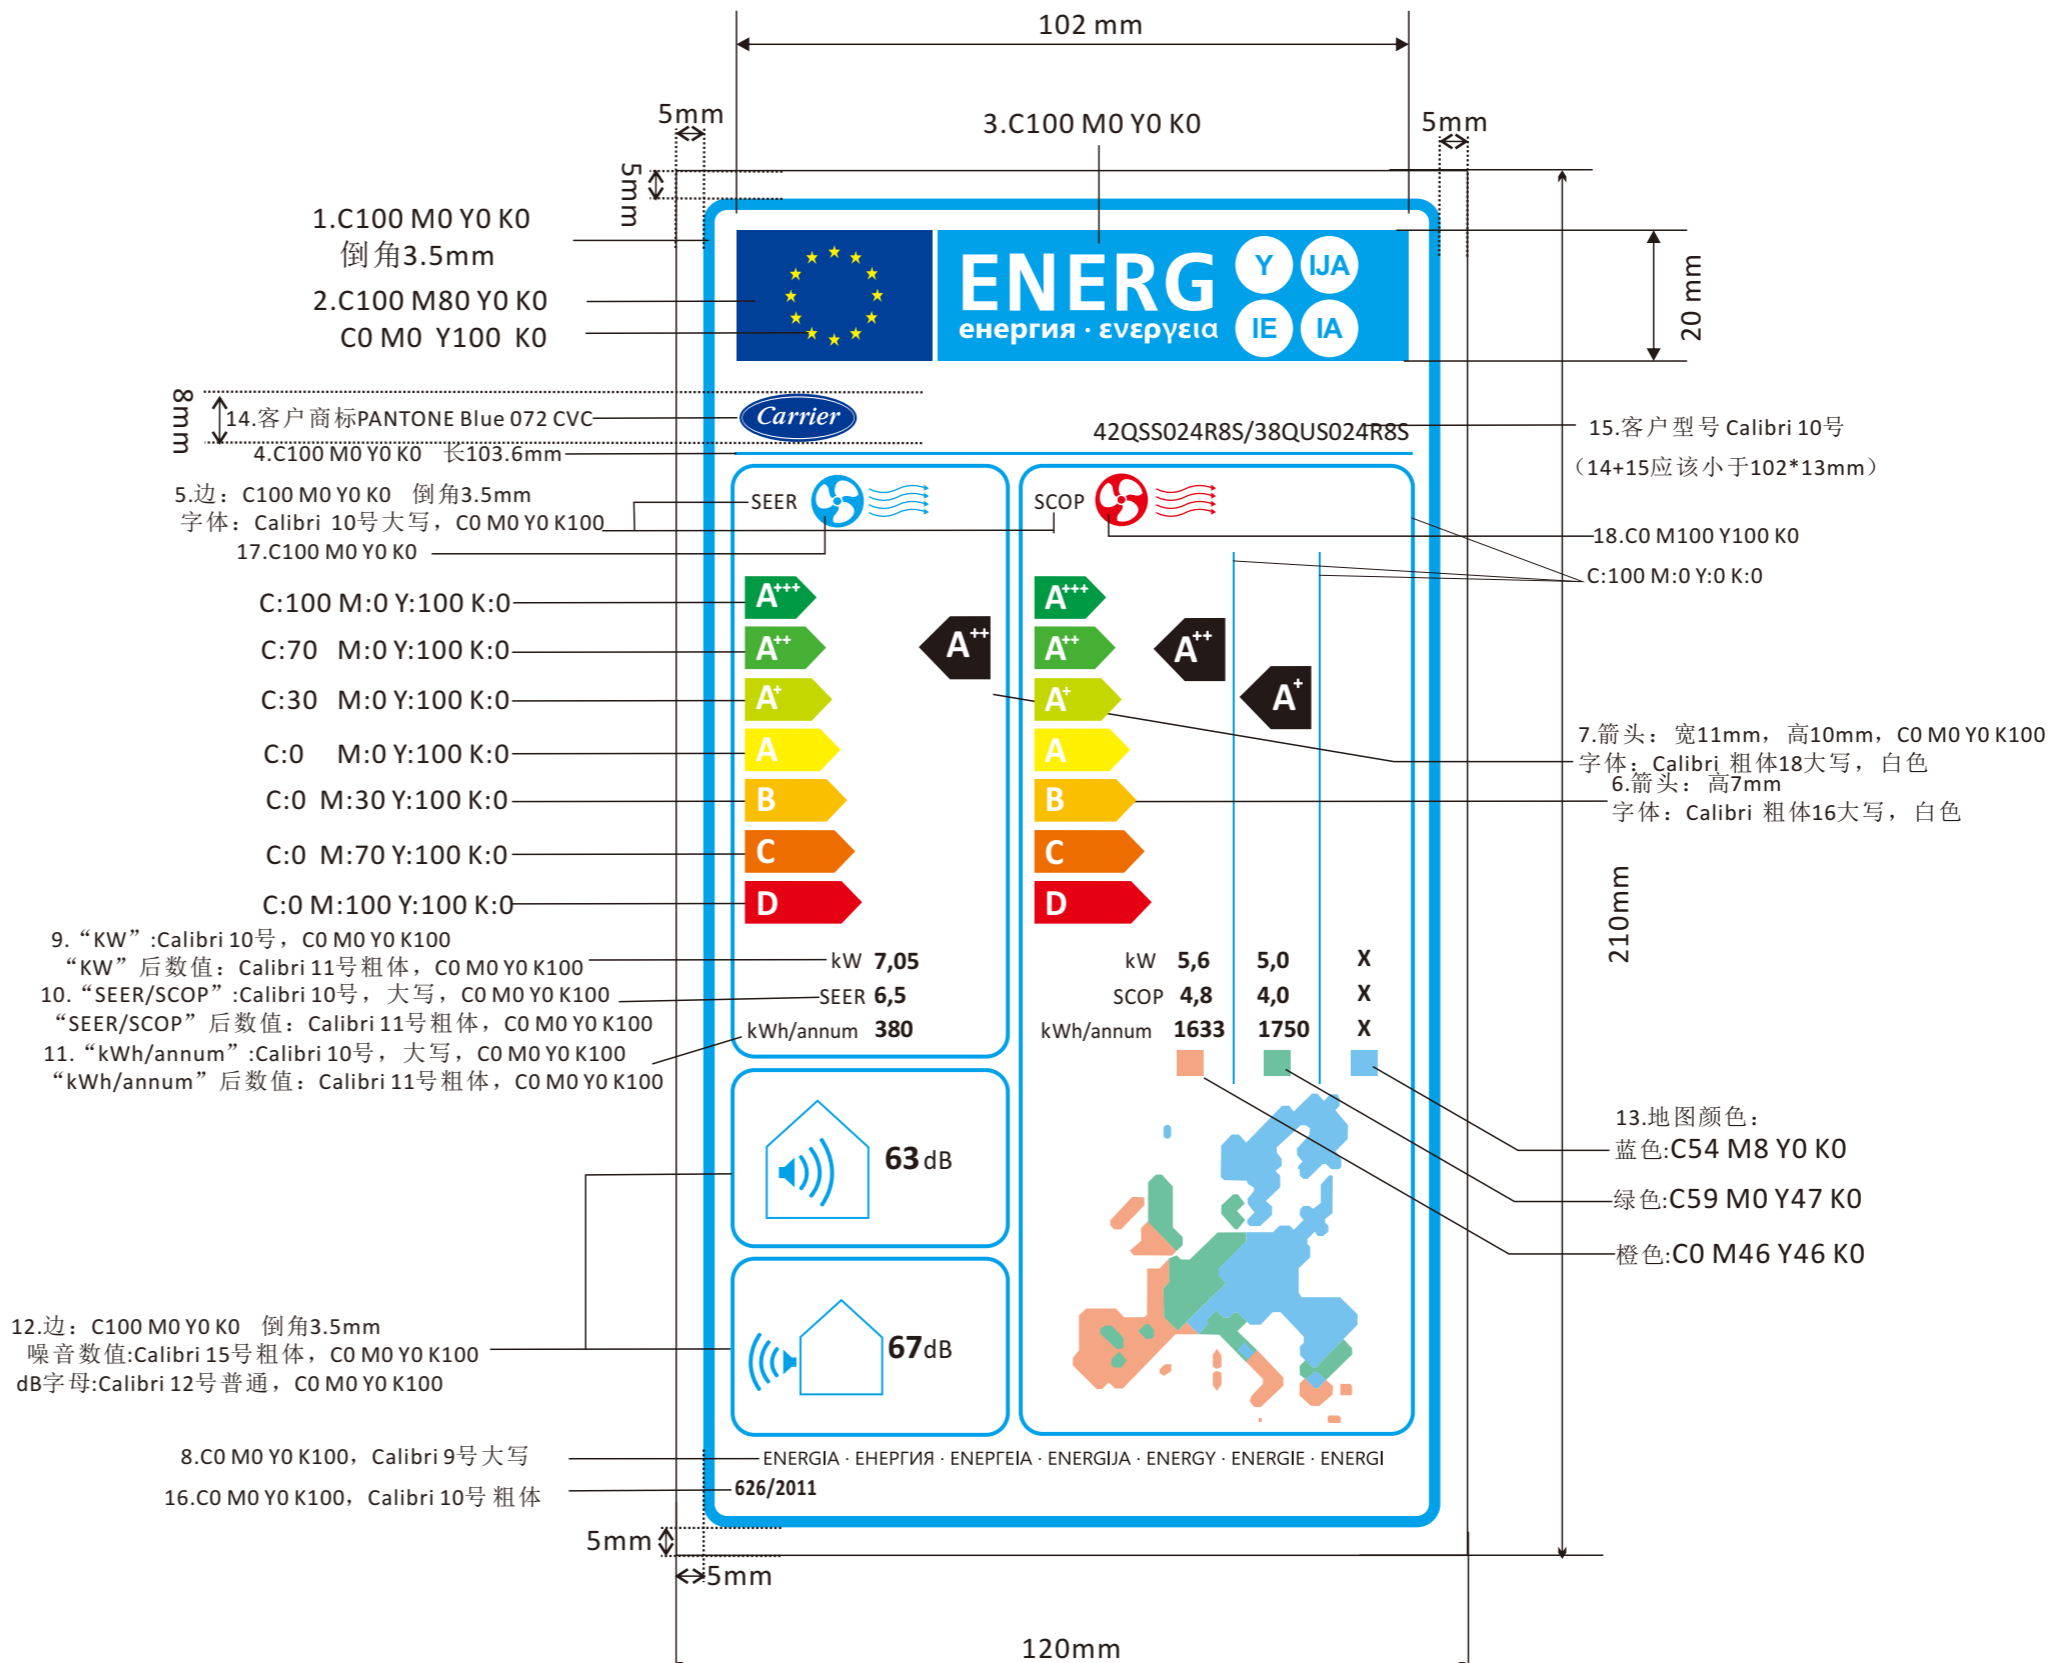 102 mm
5mm
3.C100 M0 Y0 K0
5mm
5mm
1.C100 M0 Y0 K0
倒角3.5mm
2.C100 M80 Y0 K0
C0 M0 Y100 K0
ENERG
енергия · ενεργεια
Y
IJA
IE
IA
20 mm
8mm
14.客户商标PANTONE Blue 072 CVC
Carrier
42QSS024R8S/38QUS024R8S
15.客户型号 Calibri 10号
（14+15应该小于102*13mm）
4.C100 M0 Y0 K0 长103.6mm
5.边：C100 M0 Y0 K0 倒角3.5mm
字体：Calibri 10号大写，C0 M0 Y0 K100
17.C100 M0 Y0 K0
SEER
SCOP
18.C0 M100 Y100 K0
C:100 M:0 Y:0 K:0
C:100 M:0 Y:100 K:0
C:70 M:0 Y:100 K:0
C:30 M:0 Y:100 K:0
C:0 M:0 Y:100 K:0
C:0 M:30 Y:100 K:0
C:0 M:70 Y:100 K:0
C:0 M:100 Y:100 K:0
A+++
A++
A+
A
B
C
D
A++
A+++
A++
A+
A
B
C
D
A++
A+
7.箭头：宽11mm，高10mm，C0 M0 Y0 K100
字体：Calibri 粗体18大写，白色
6.箭头：高7mm
字体：Calibri 粗体16大写，白色
210mm
9.“KW”:Calibri 10号，C0 M0 Y0 K100
“KW”后数值：Calibri 11号粗体，C0 M0 Y0 K100
10.“SEER/SCOP”:Calibri 10号，大写，C0 M0 Y0 K100
“SEER/SCOP”后数值：Calibri 11号粗体，C0 M0 Y0 K100
11.“kWh/annum”:Calibri 10号，大写，C0 M0 Y0 K100
“kWh/annum”后数值：Calibri 11号粗体，C0 M0 Y0 K100
kW 7,05
SEER 6,5
kWh/annum 380
kW 5,6 5,0 X
SCOP 4,8 4,0 X
kWh/annum 1633 1750 X
13.地图颜色：
蓝色:C54 M8 Y0 K0
绿色:C59 M0 Y47 K0
橙色:C0 M46 Y46 K0
63 dB
67dB
12.边：C100 M0 Y0 K0 倒角3.5mm
噪音数值:Calibri 15号粗体，C0 M0 Y0 K100
dB字母:Calibri 12号普通，C0 M0 Y0 K100
8.C0 M0 Y0 K100，Calibri 9号大写
ENERGIA · ЕНЕРГИЯ · ΕΝΕΡΓΕΙΑ · ENERGIJA · ENERGY · ENERGIE · ENERGI
16.C0 M0 Y0 K100，Calibri 10号 粗体
626/2011
5mm
5mm
120mm